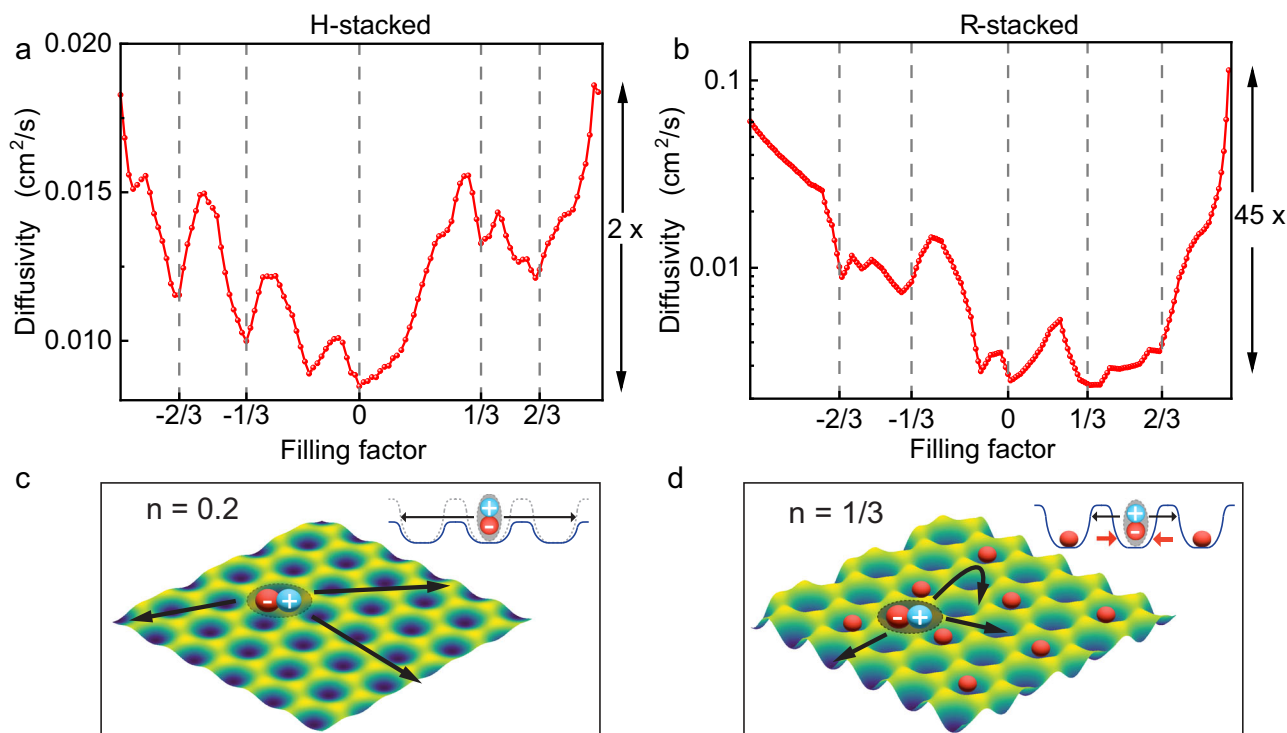 a
H-stacked
0.020
0.015
0.010
Diffusivity (cm²/s)
-2/3 -1/3 0 1/3 2/3
Filling factor
2 x
b
R-stacked
0.1
0.01
Diffusivity (cm²/s)
-2/3 -1/3 0 1/3 2/3
Filling factor
45 x
c
n = 0.2
+
-
- +
d
n = 1/3
+
-
- +